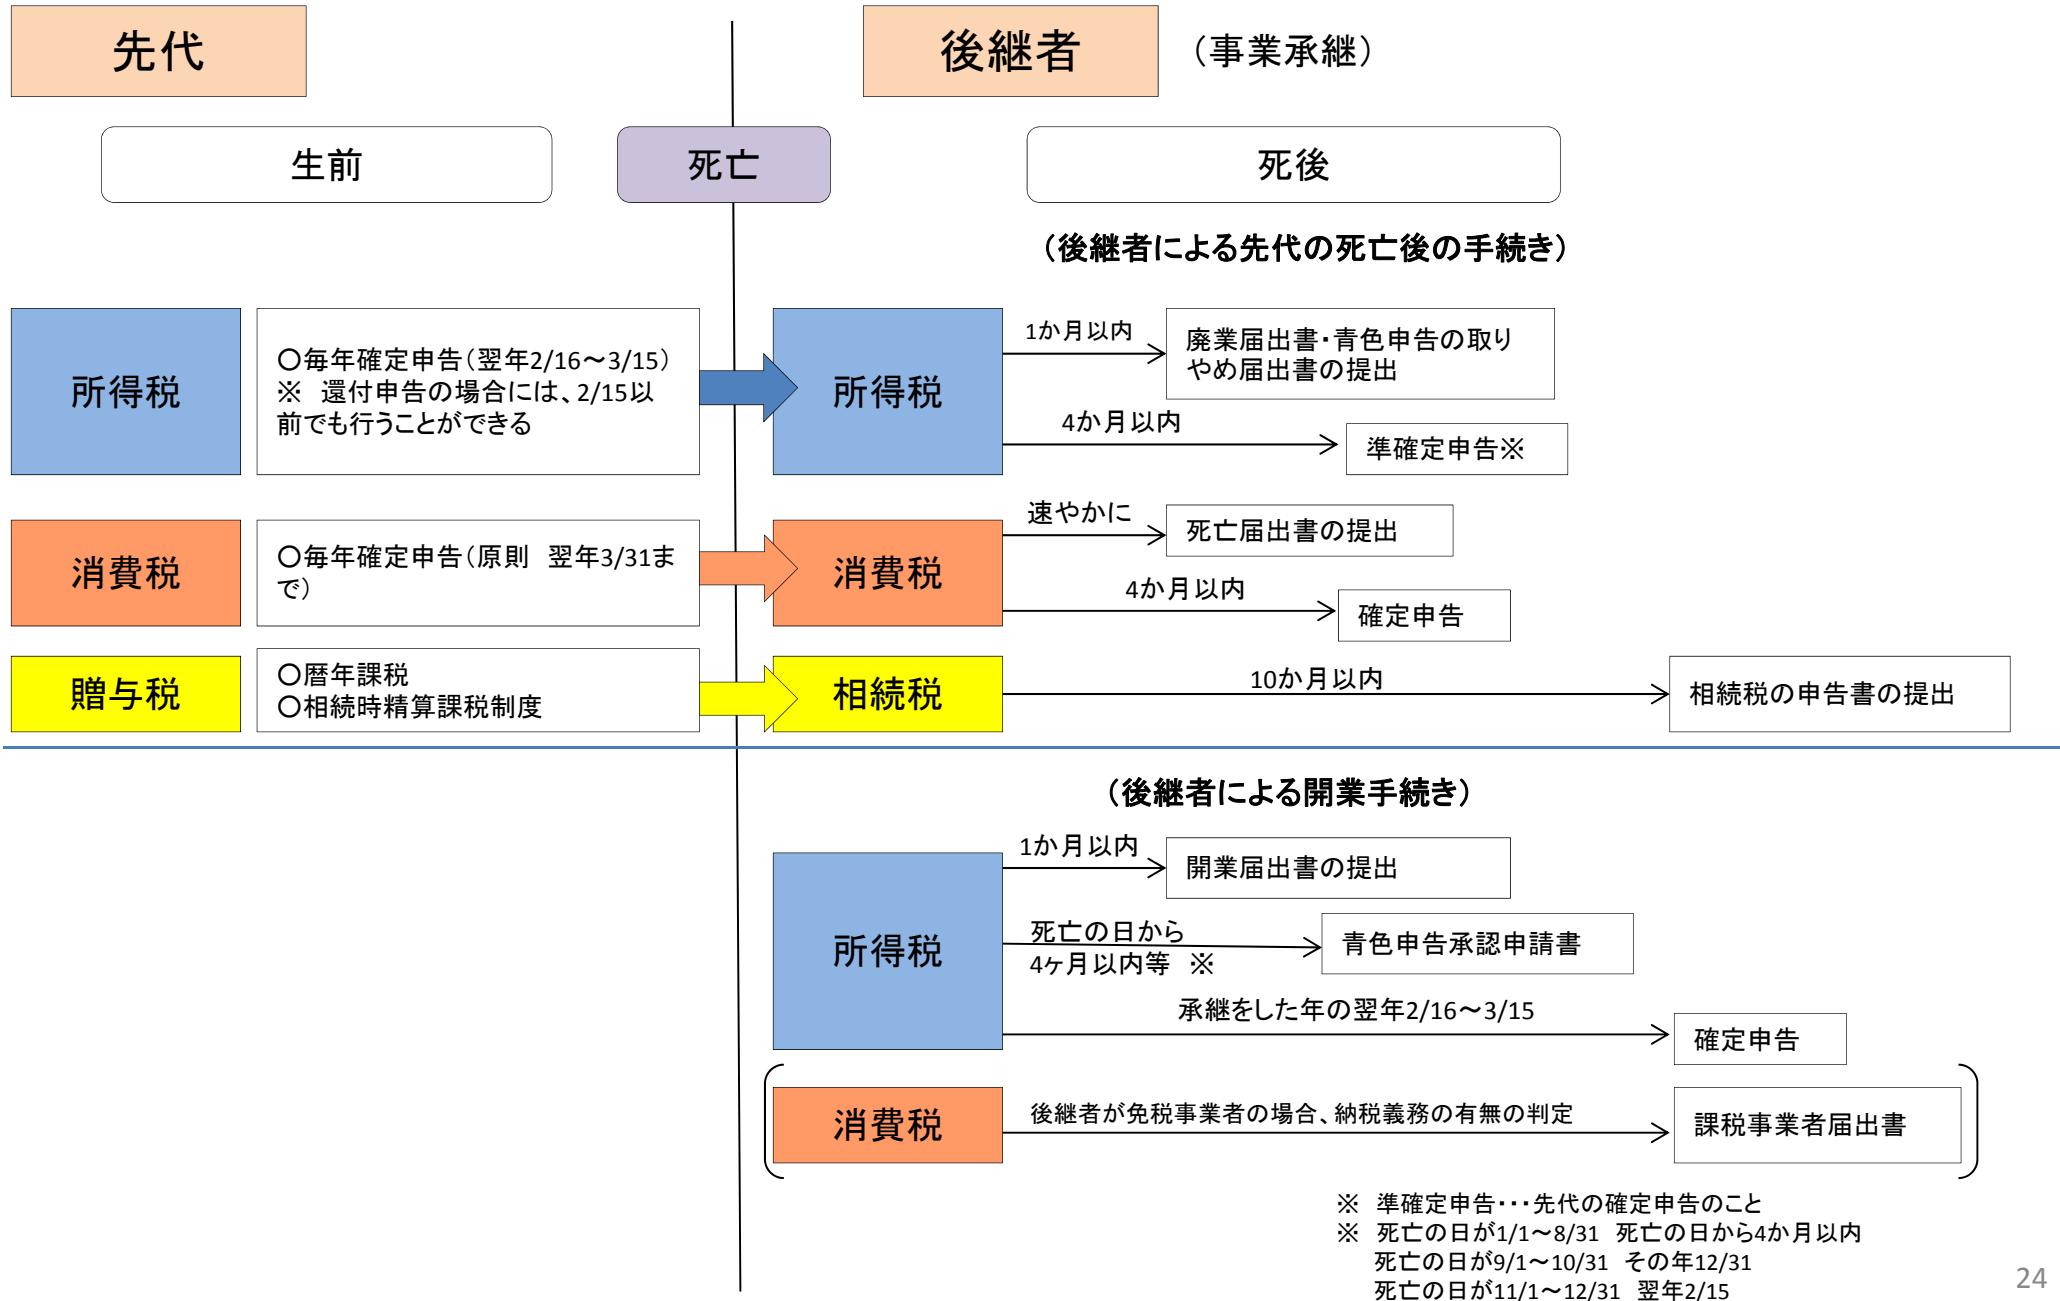 先代
後継者
（事業承継）
生前
死亡
死後
（後継者による先代の死亡後の手続き）
所得税
〇毎年確定申告（翌年2/16～3/15）
※　還付申告の場合には、2/15以
前でも行うことができる
所得税
1か月以内
廃業届出書・青色申告の取り
やめ届出書の提出
4か月以内
準確定申告※
消費税
〇毎年確定申告（原則　翌年3/31ま
で）
消費税
速やかに
死亡届出書の提出
4か月以内
確定申告
贈与税
〇暦年課税
〇相続時精算課税制度
相続税
10か月以内
相続税の申告書の提出
（後継者による開業手続き）
所得税
1か月以内
開業届出書の提出
死亡の日から
4ヶ月以内等　※
青色申告承認申請書
承継をした年の翌年2/16～3/15
確定申告
消費税
後継者が免税事業者の場合、納税義務の有無の判定
課税事業者届出書
※　準確定申告・・・先代の確定申告のこと
※　死亡の日が1/1～8/31　死亡の日から4か月以内
死亡の日が9/1～10/31　その年12/31
死亡の日が11/1～12/31　翌年2/15
24